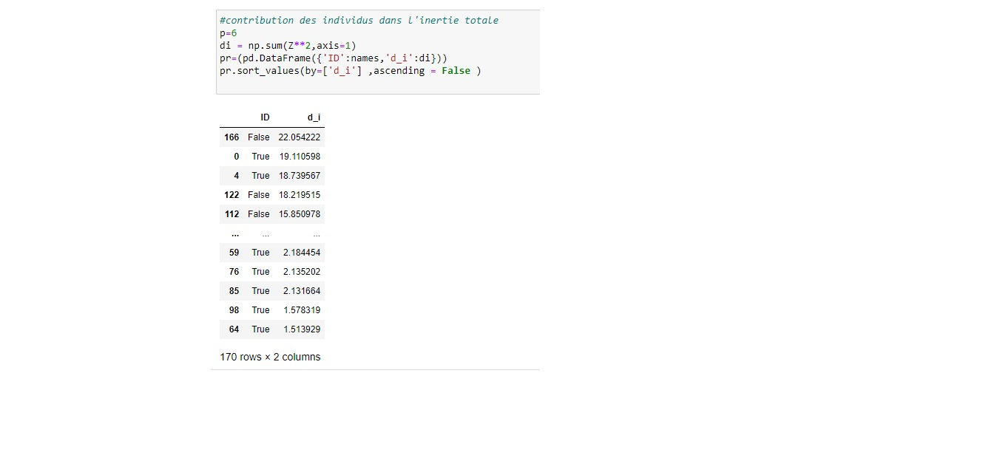 #contribution des individus dans l'inertie totale
p=6
di = np.sum(Z**2,axis=1)
pr=(pd.DataFrame({'ID':names,'d_i':di}))
pr.sort_values(by=['d_i'] ,ascending = False )
ID d_i
166 False 22.054222
0 True 19.110598
4 True 18.739567
122 False 18.219515
112 False 15.850978
... ... ...
59 True 2.184454
76 True 2.135202
85 True 2.131664
98 True 1.578319
64 True 1.513929
170 rows × 2 columns